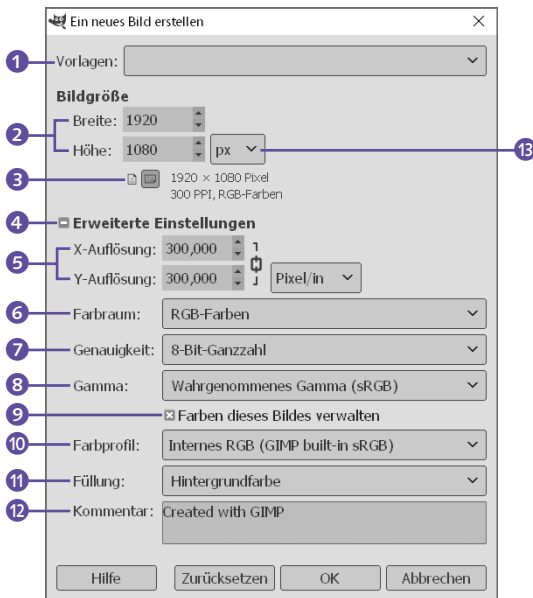 Ein neues Bild erstellen
1 Vorlagen:
Bildgröße
2 Breite: 1920
Höhe: 1080 px 13
3 1920 × 1080 Pixel
300 PPI, RGB-Farben
4 Erweiterte Einstellungen
5 X-Auflösung: 300,000
Y-Auflösung: 300,000 Pixel/in
6 Farbraum: RGB-Farben
7 Genauigkeit: 8-Bit-Ganzzahl
8 Gamma: Wahrgenommenes Gamma (sRGB)
9 Farben dieses Bildes verwalten
10 Farbprofil: Internes RGB (GIMP built-in sRGB)
11 Füllung: Hintergrundfarbe
12 Kommentar: Created with GIMP
Hilfe Zurücksetzen OK Abbrechen